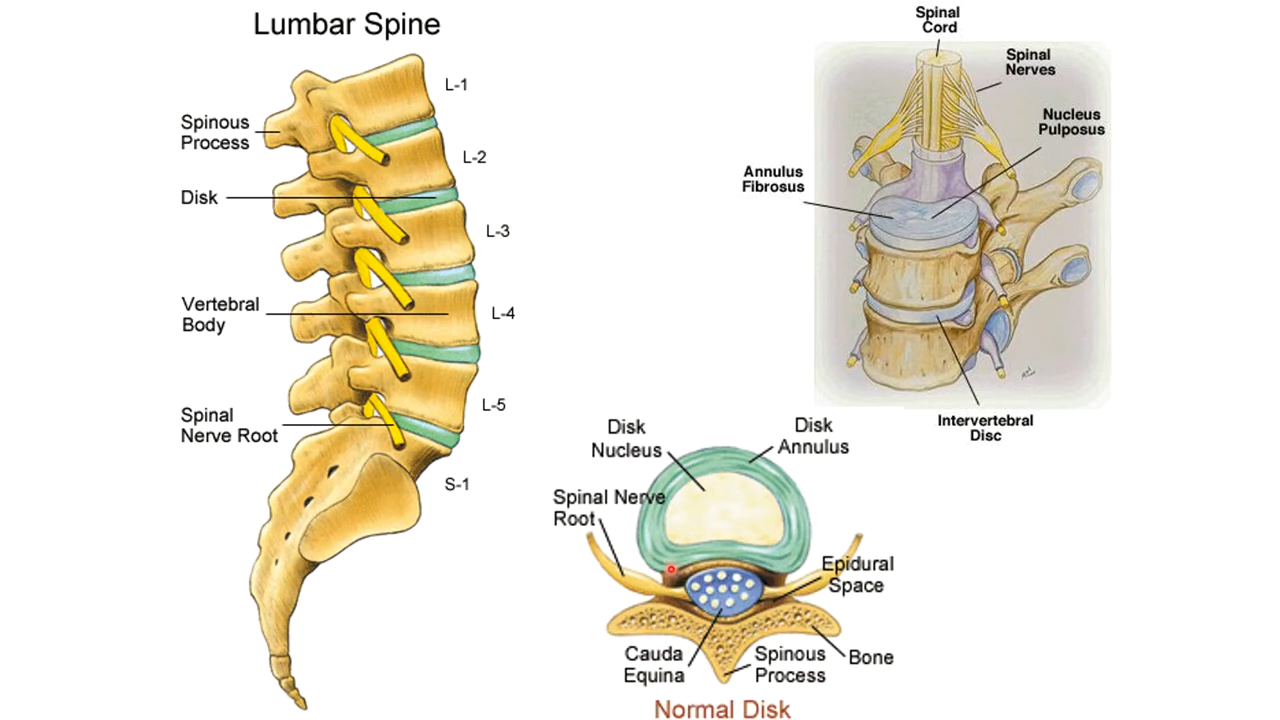 Lumbar Spine
L-1
Spinous
Process
L-2
Disk
L-3
Vertebral
Body
L-4
Spinal
Nerve Root
L-5
S-1
Spinal
Cord
Spinal
Nerves
Nucleus
Pulposus
Annulus
Fibrosus
Intervertebral
Disc
Disk
Nucleus
Disk
Annulus
Spinal Nerve
Root
Epidural
Space
Cauda
Equina
Spinous
Process
Bone
Normal Disk